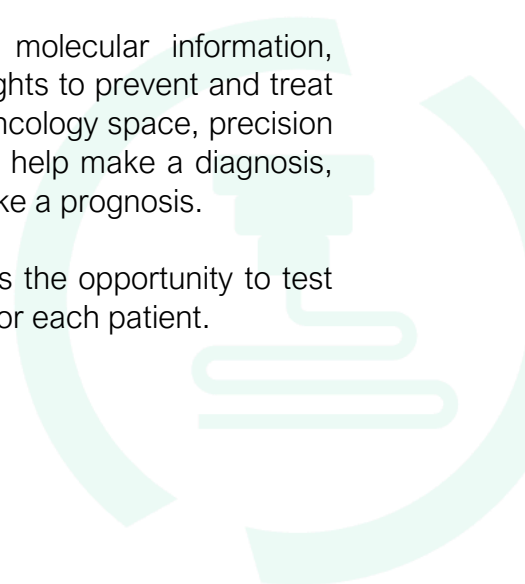 molecular information,
ghts to prevent and treat
ncology space, precision
help make a diagnosis,
ke a prognosis.
s the opportunity to test
or each patient.